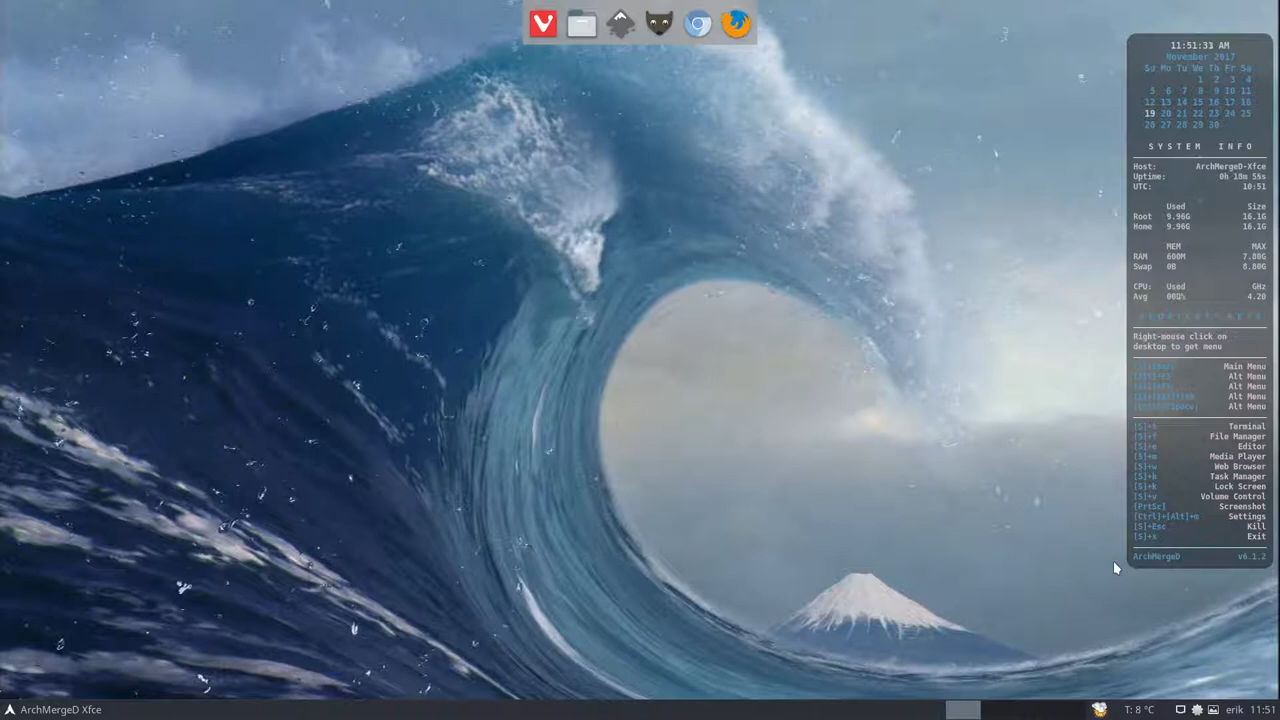 11:51:31 AM
November 2017
Su Mo Tu We Th Fr Sa
1 2 3 4
5 6 7 8 9 10 11
12 13 14 15 16 17 18
19 20 21 22 23 24 25
26 27 28 29 30
SYSTEM INFO
Host: ArchMergeD-Xfce
Uptime: 0h 18m
UTC: 10:51
Used Size
Root 9.96G 16.1G
Home 9.96G 16.1G
MEM MAX
RAM 600M 7.80G
Swap 0B 8.80G
CPU: Used GHz
Avg 4.20
Right-mouse click on
desktop to get menu
Main Menu
Alt Menu
Alt Menu
Alt Menu
Alt Menu
[S]+t Terminal
[S]+f File Manager
[S]+e Editor
[S]+m Media Player
[S]+w Web Browser
Task Manager
[S]+k Lock Screen
[S]+v Volume Control
[PrtSc] Screenshot
[Ctrl]+[Alt]+m Settings
[S]+Esc Kill
[S]+x Exit
ArchMergeD v6.1.2
ArchMergeD Xfce T: 8 °C erik 11:51